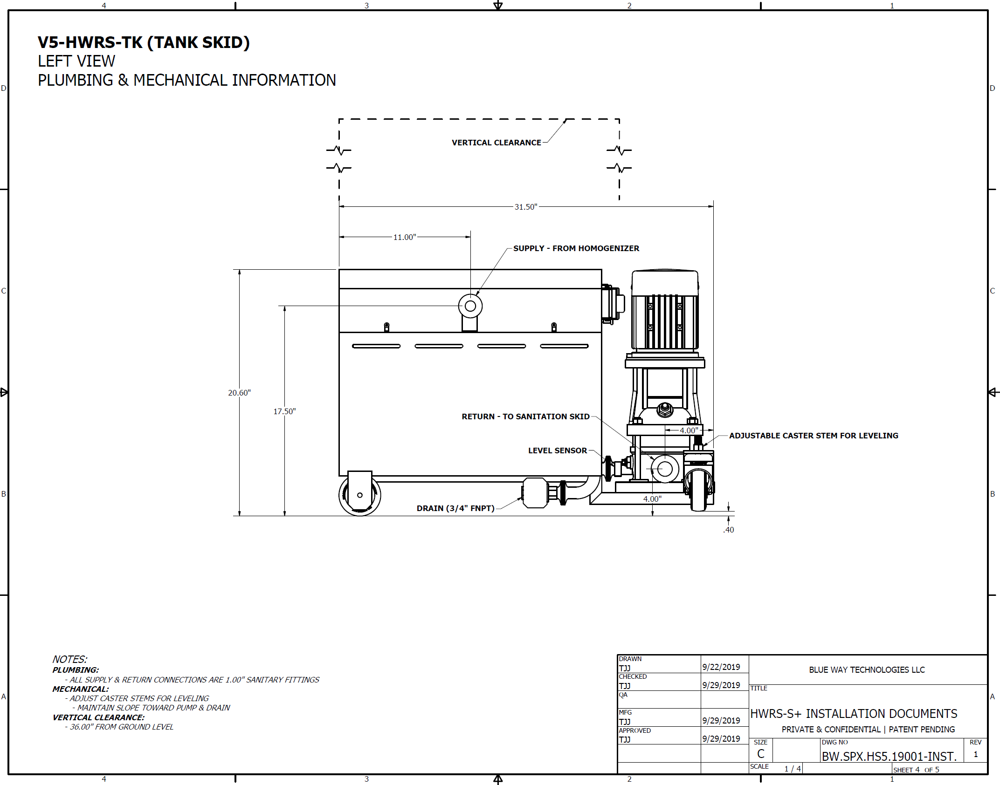 4 3 2 1
V5-HWRS-TK (TANK SKID)
LEFT VIEW
PLUMBING & MECHANICAL INFORMATION
D D
VERTICAL CLEARANCE
31.50"
11.00"
SUPPLY - FROM HOMOGENIZER
C C
20.60"
17.50"
RETURN - TO SANITATION SKID
4.00"
ADJUSTABLE CASTER STEM FOR LEVELING
LEVEL SENSOR
B B
4.00"
DRAIN (3/4" FNPT)
.40
NOTES:
PLUMBING:
- ALL SUPPLY & RETURN CONNECTIONS ARE 1.00" SANITARY FITTINGS
MECHANICAL:
- ADJUST CASTER STEMS FOR LEVELING
- MAINTAIN SLOPE TOWARD PUMP & DRAIN
VERTICAL CLEARANCE:
- 36.00" FROM GROUND LEVEL
A A
DRAWN
TJJ 9/22/2019
CHECKED
TJJ 9/29/2019
QA
MFG
TJJ 9/29/2019
APPROVED
TJJ 9/29/2019
BLUE WAY TECHNOLOGIES LLC
TITLE
HWRS-S+ INSTALLATION DOCUMENTS
PRIVATE & CONFIDENTIAL | PATENT PENDING
SIZE
C
DWG NO
BW.SPX.HS5.19001-INST.
REV
1
SCALE 1 / 4
SHEET 4 OF 5
4 3 2 1